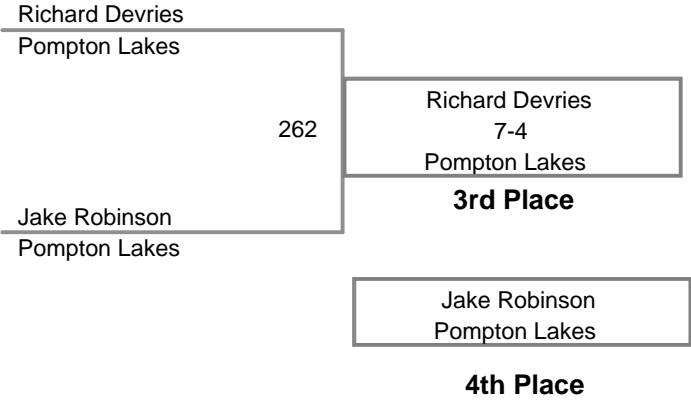 Richard Devries
Pompton Lakes
262
Richard Devries
7-4
Pompton Lakes
3rd Place
Jake Robinson
Pompton Lakes
Jake Robinson
Pompton Lakes
4th Place